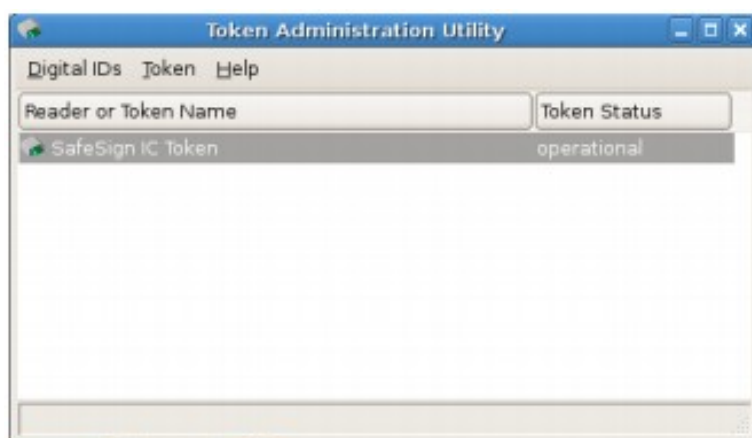 Token Administration Utility
Digital IDs Token Help
Reader or Token Name Token Status
SafeSign IC Token operational